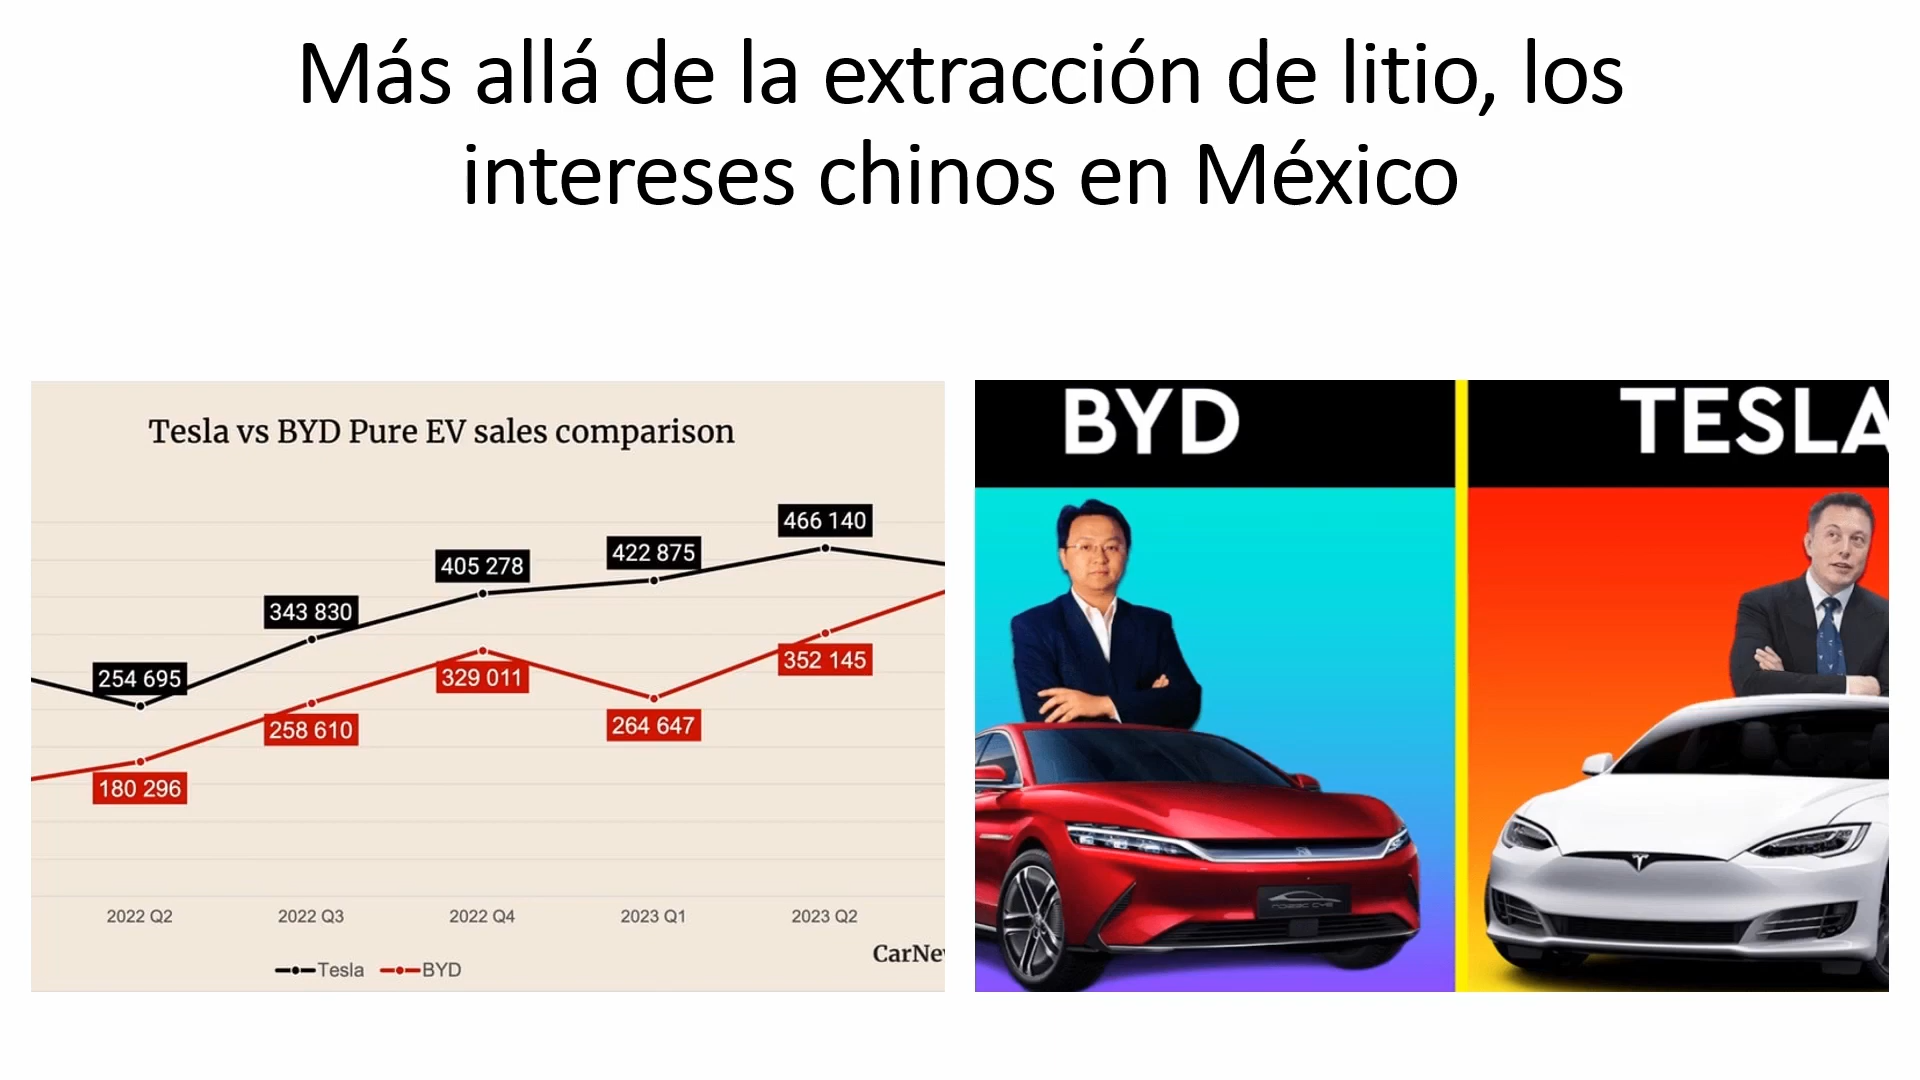 Más allá de la extracción de litio, los
intereses chinos en México
Tesla vs BYD Pure EV sales comparison
466 140
422 875
405 278
343 830
254 695
352 145
329 011
264 647
258 610
180 296
2022 Q2 2022 Q3 2022 Q4 2023 Q1 2023 Q2
CarNe
Tesla BYD
BYD
TESLA